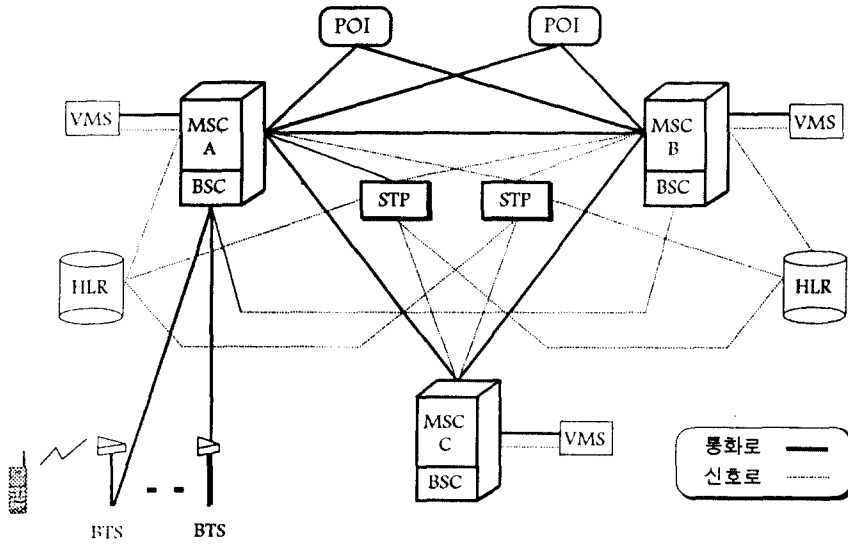 POI
POI
VMS
MSC
A
BSC
MSC
B
BSC
VMS
STP
STP
HLR
HLR
MSC
C
BSC
VMS
통화로
신호로
BTS
BTS